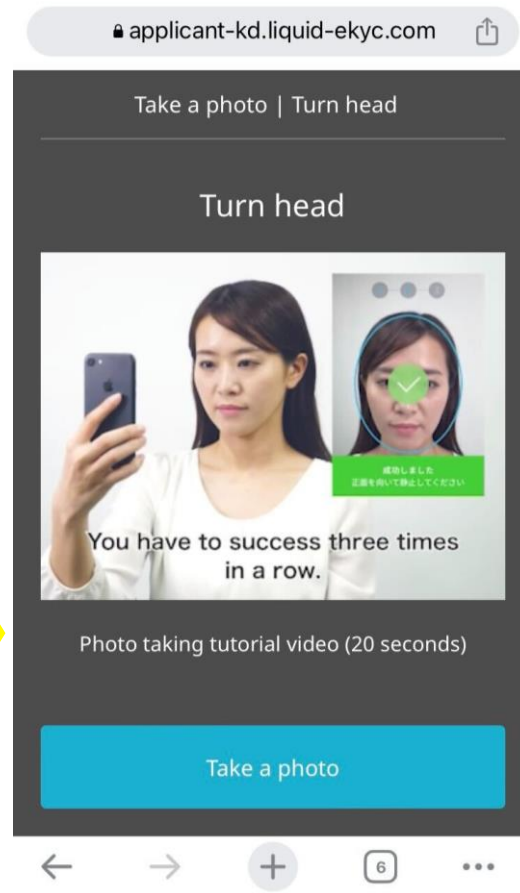 applicant-kd.liquid-ekyc.com
Take a photo | Turn head
Turn head
成功しました
正面を向いて静止してください
You have to success three times
in a row.
Photo taking tutorial video (20 seconds)
Take a photo
6